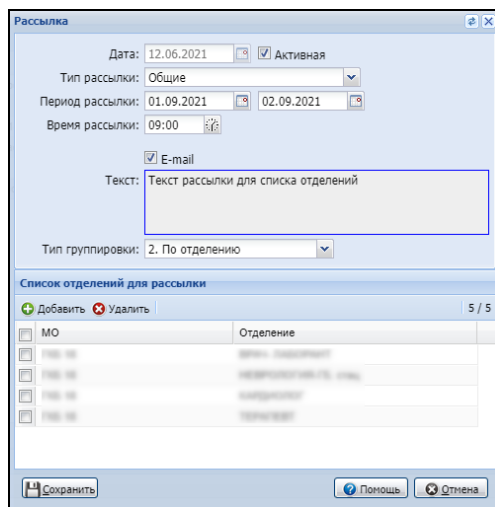 Рассылка
Дата: 12.06.2021 Активная
Тип рассылки: Общие
Период рассылки: 01.09.2021 02.09.2021
Время рассылки: 09:00
E-mail
Текст: Текст рассылки для списка отделений
Тип группировки: 2. По отделению
Список отделений для рассылки
Добавить Удалить 5 / 5
МО Отделение
Сохранить Помощь Отмена